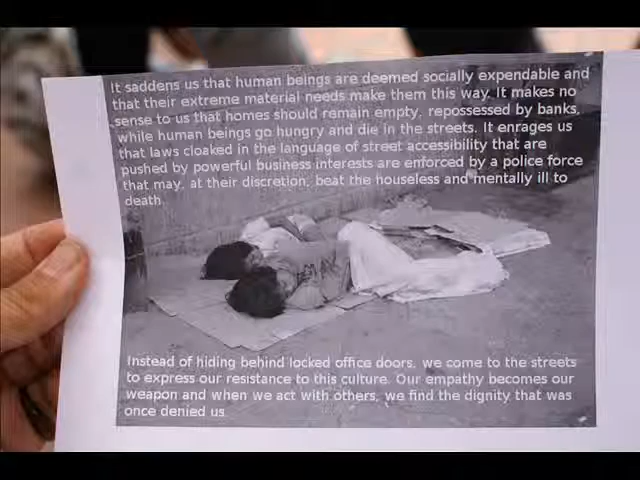 It saddens us that human beings are deemed socially expendable and
that their extreme material needs make them this way. It makes no
sense to us that homes should remain empty, repossessed by banks,
while human beings go hungry and die in the streets. It enrages us
that laws cloaked in the language of street accessibility that are
pushed by powerful business interests are enforced by a police force
that may, at their discretion, beat the houseless and mentally ill to
death.
Instead of hiding behind locked office doors, we come to the streets
to express our resistance to this culture. Our empathy becomes our
weapon and when we act with others, we find the dignity that was
once denied us.